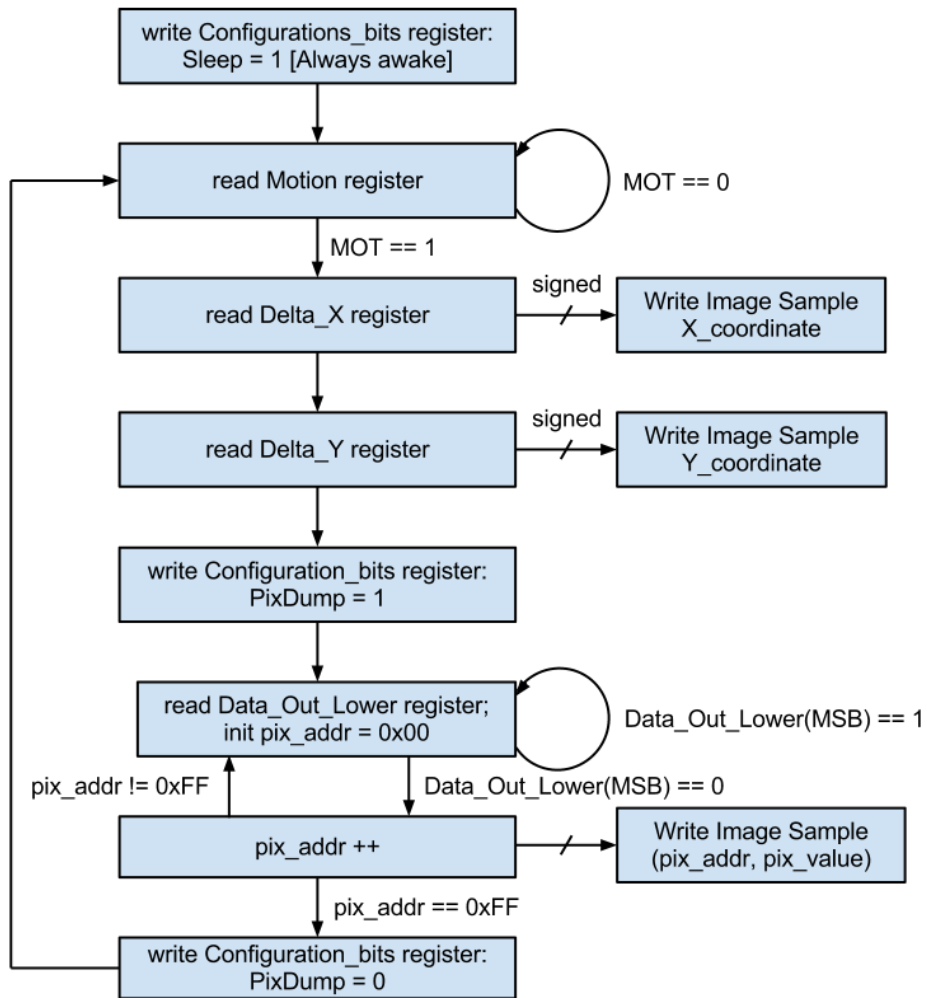 write Configurations_bits register:
Sleep = 1 [Always awake]
read Motion register
MOT == 0
MOT == 1
read Delta_X register
signed
Write Image Sample
X_coordinate
read Delta_Y register
signed
Write Image Sample
Y_coordinate
write Configuration_bits register:
PixDump = 1
read Data_Out_Lower register;
init pix_addr = 0x00
Data_Out_Lower(MSB) == 1
pix_addr != 0xFF
Data_Out_Lower(MSB) == 0
pix_addr ++
Write Image Sample
(pix_addr, pix_value)
pix_addr == 0xFF
write Configuration_bits register:
PixDump = 0